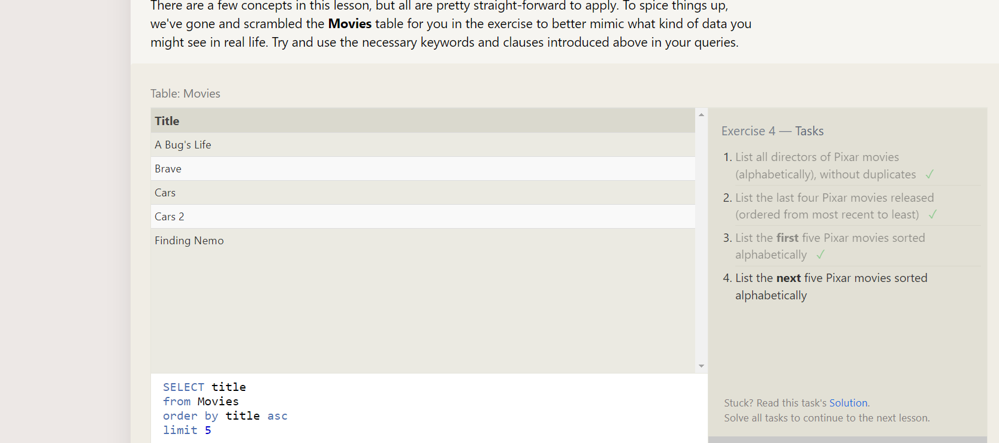 There are a few concepts in this lesson, but all are pretty straight-forward to apply. To spice things up,
we've gone and scrambled the Movies table for you in the exercise to better mimic what kind of data you
might see in real life. Try and use the necessary keywords and clauses introduced above in your queries.
Table: Movies
Title
A Bug's Life
Brave
Cars
Cars 2
Finding Nemo
SELECT title
from Movies
order by title asc
limit 5
Exercise 4 — Tasks
1. List all directors of Pixar movies
(alphabetically), without duplicates ✓
2. List the last four Pixar movies released
(ordered from most recent to least) ✓
3. List the first five Pixar movies sorted
alphabetically ✓
4. List the next five Pixar movies sorted
alphabetically
Stuck? Read this task's Solution.
Solve all tasks to continue to the next lesson.